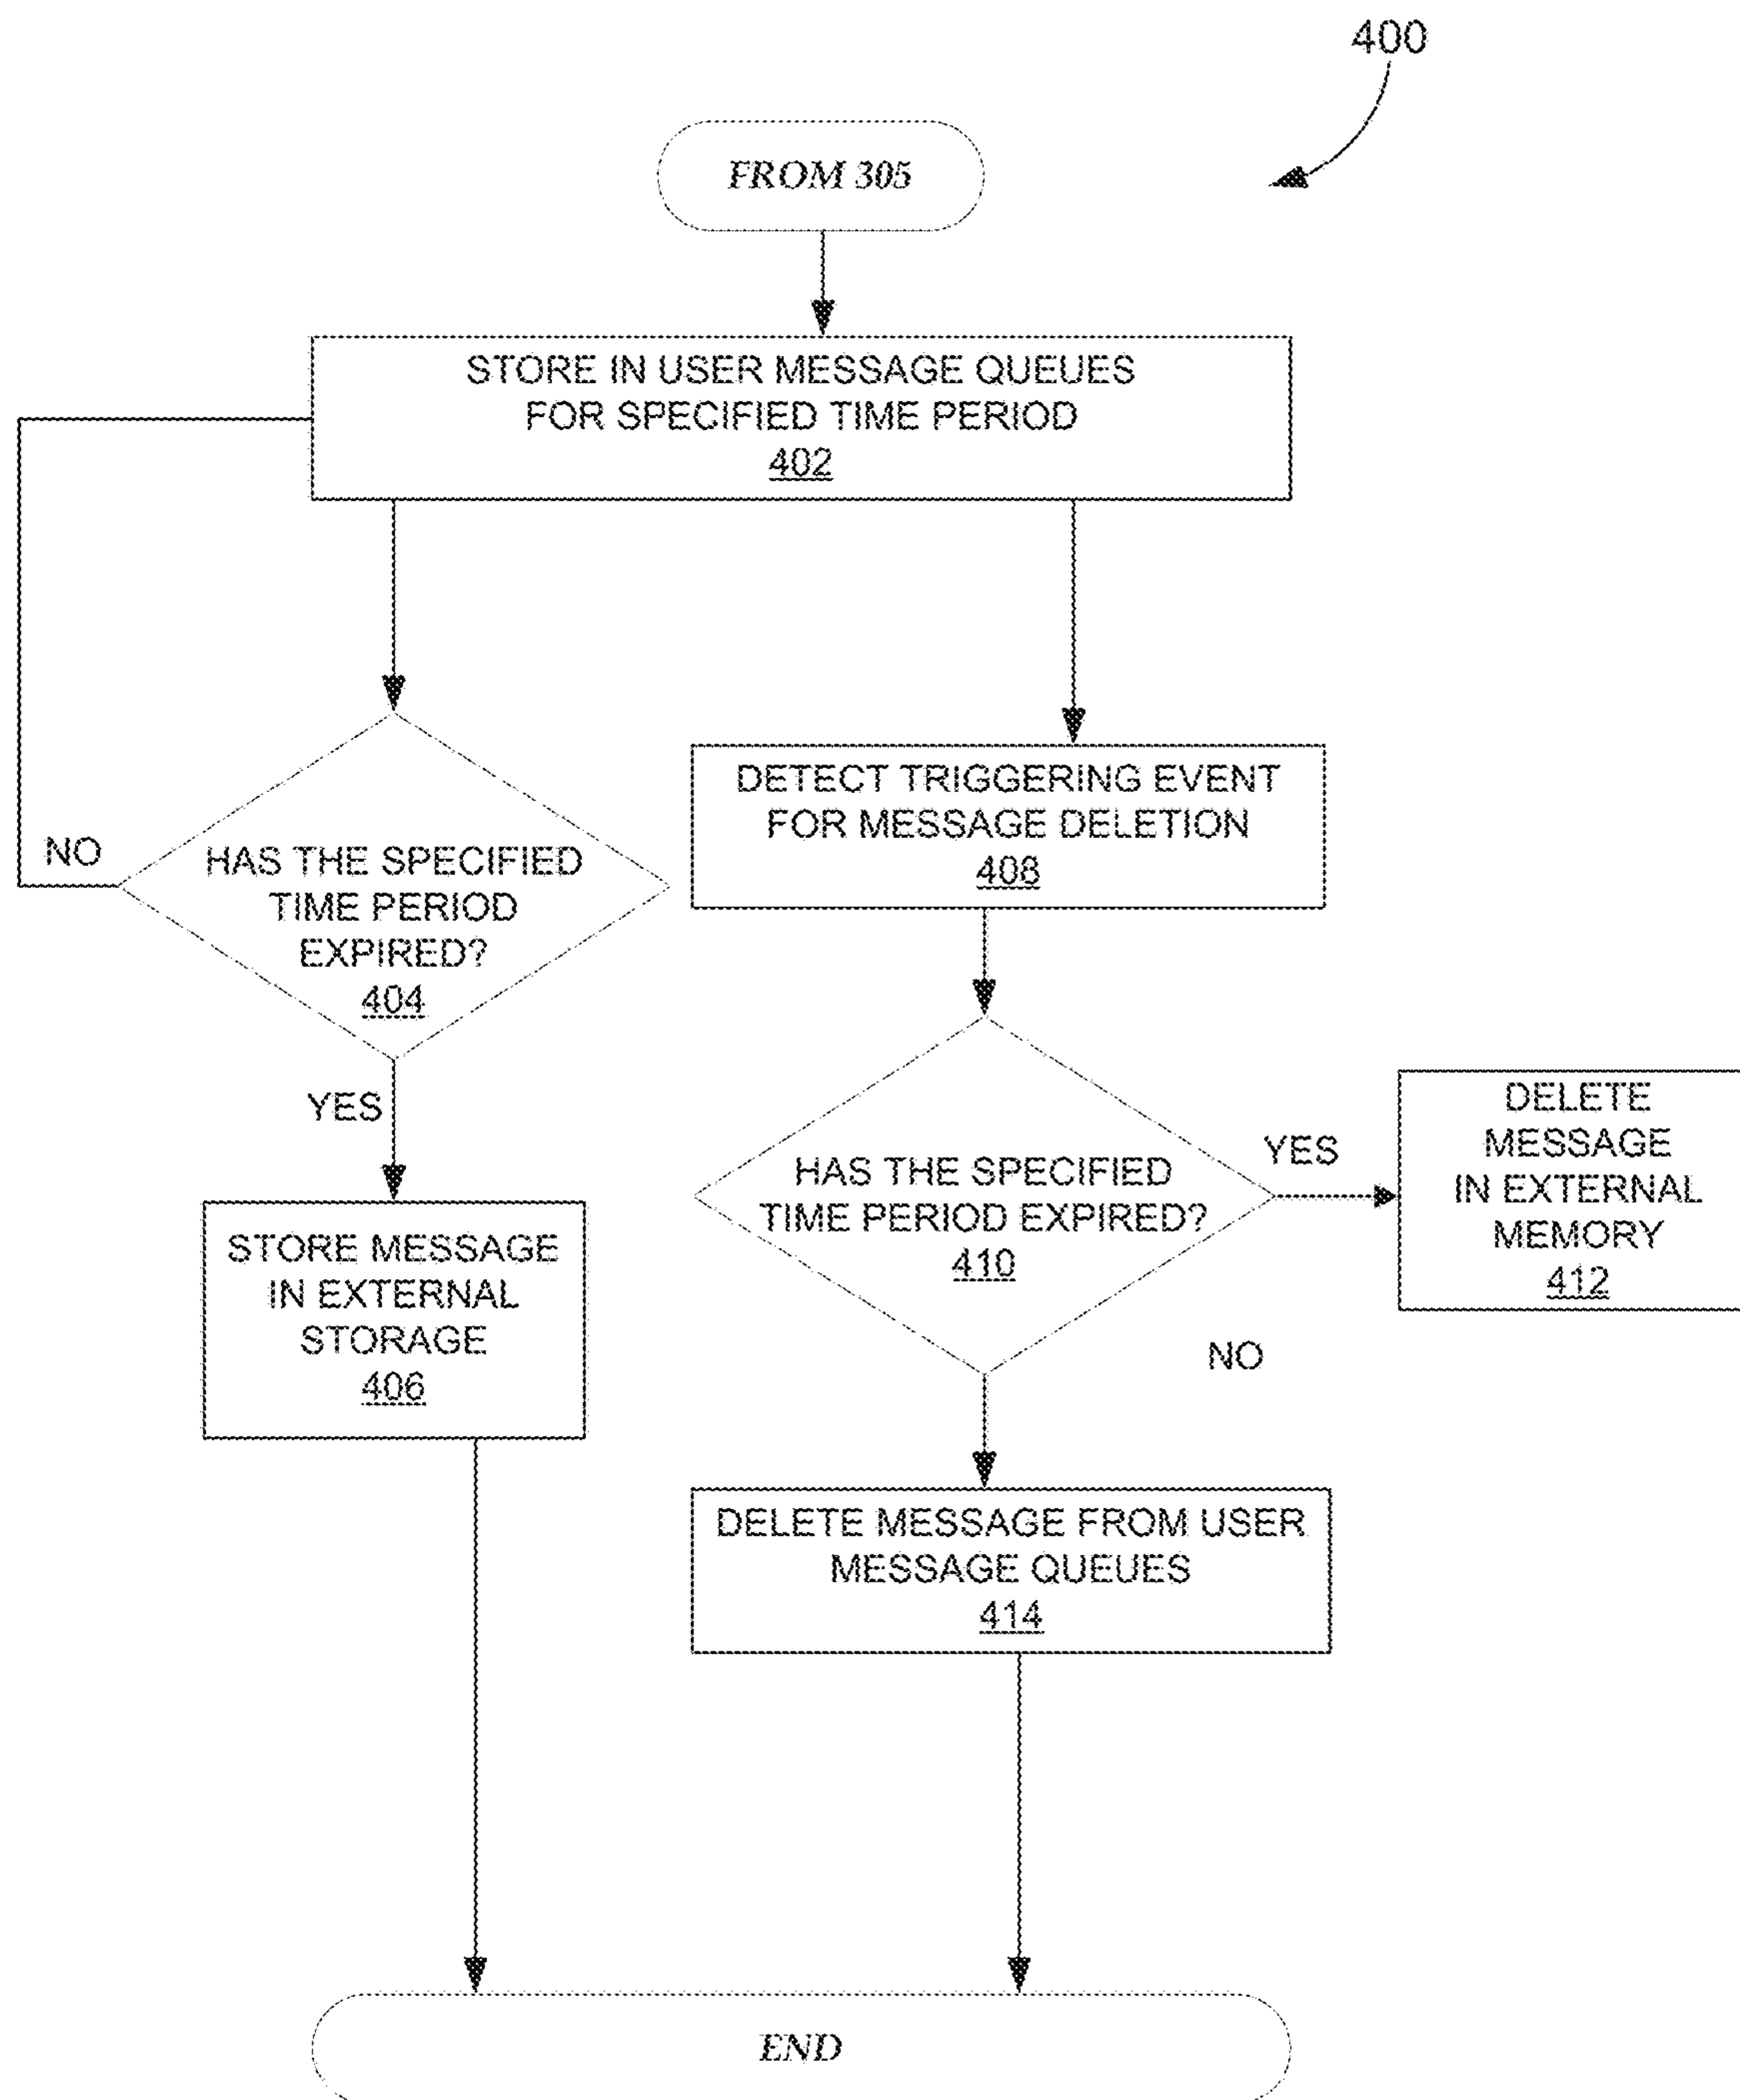 400
FROM 305
STORE IN USER MESSAGE QUEUES
FOR SPECIFIED TIME PERIOD
402
NO
HAS THE SPECIFIED
TIME PERIOD
EXPIRED?
404
YES
STORE MESSAGE
IN EXTERNAL
STORAGE
406
DETECT TRIGGERING EVENT
FOR MESSAGE DELETION
408
HAS THE SPECIFIED
TIME PERIOD EXPIRED?
410
YES
DELETE
MESSAGE
IN EXTERNAL
MEMORY
412
NO
DELETE MESSAGE FROM USER
MESSAGE QUEUES
414
END